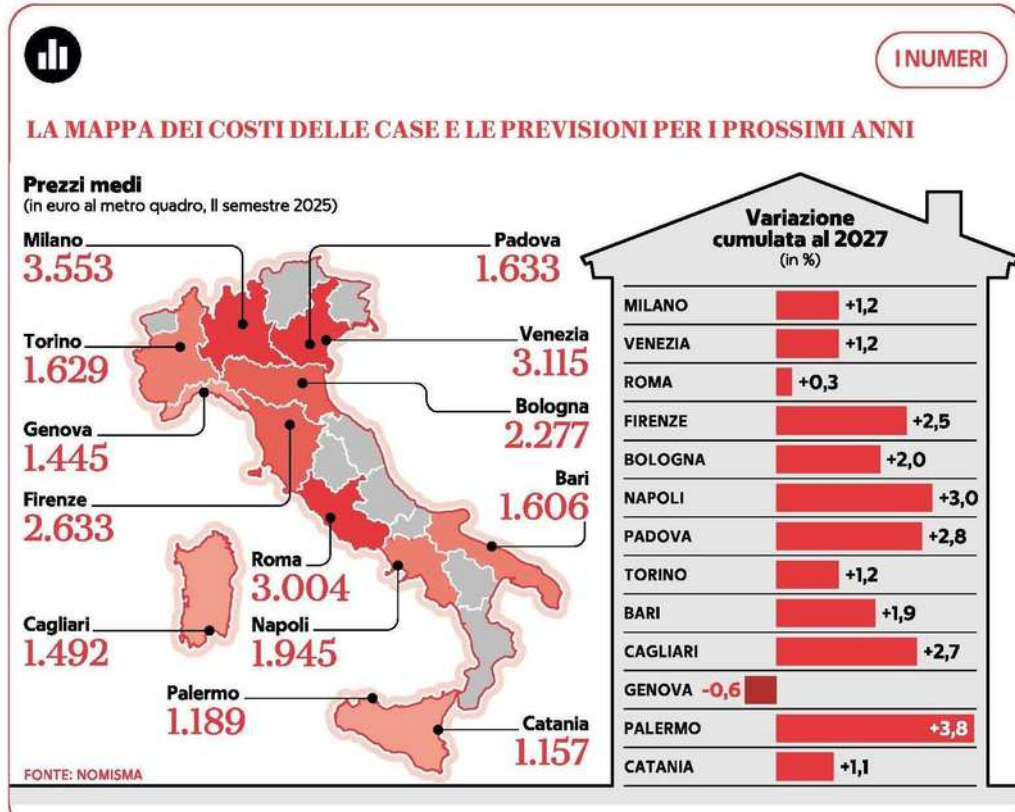 I NUMERI
LA MAPPA DEI COSTI DELLE CASE E LE PREVISIONI PER I PROSSIMI ANNI
Prezzi medi
(in euro al metro quadro, II semestre 2025)
Milano
3.553
Padova
1.633
Torino
1.629
Venezia
3.115
Genova
1.445
Bologna
2.277
Firenze
2.633
Bari
1.606
Roma
3.004
Cagliari
1.492
Napoli
1.945
Palermo
1.189
Catania
1.157
FONTE: NOMISMA
Variazione
cumulata al 2027
(in %)
MILANO +1,2
VENEZIA +1,2
ROMA +0,3
FIRENZE +2,5
BOLOGNA +2,0
NAPOLI +3,0
PADOVA +2,8
TORINO +1,2
BARI +1,9
CAGLIARI +2,7
GENOVA -0,6
PALERMO +3,8
CATANIA +1,1